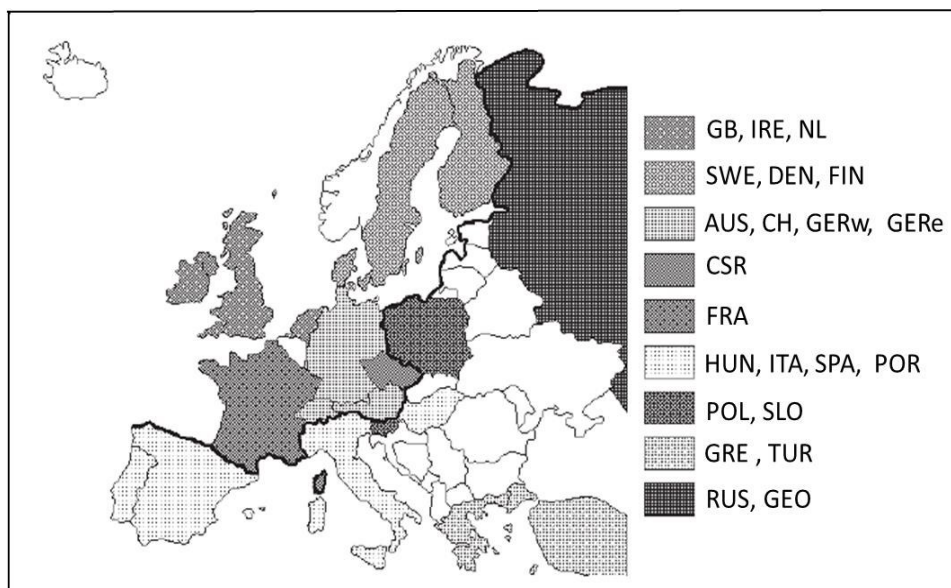 GB, IRE, NL
SWE, DEN, FIN
AUS, CH, GERw, GERe
CSR
FRA
HUN, ITA, SPA, POR
POL, SLO
GRE , TUR
RUS, GEO